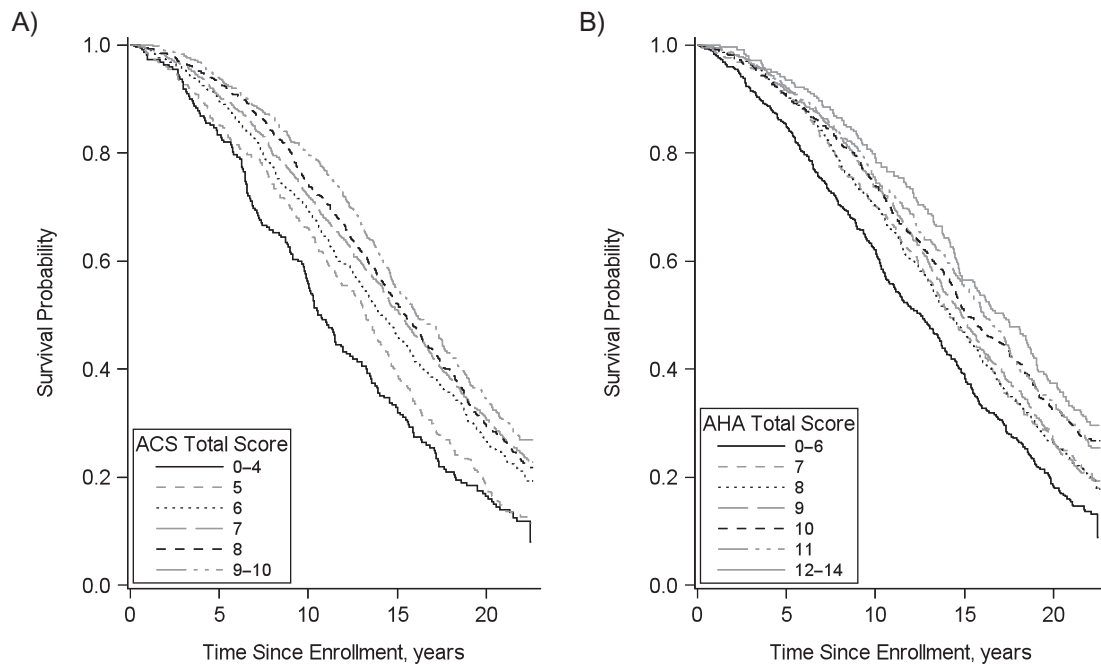 A)
1.0
0.8
0.6
0.4
0.2
0.0
Survival Probability
ACS Total Score
0–4
5
6
7
8
9–10
0 5 10 15 20
Time Since Enrollment, years
B)
1.0
0.8
0.6
0.4
0.2
0.0
Survival Probability
AHA Total Score
0–6
7
8
9
10
11
12–14
0 5 10 15 20
Time Since Enrollment, years